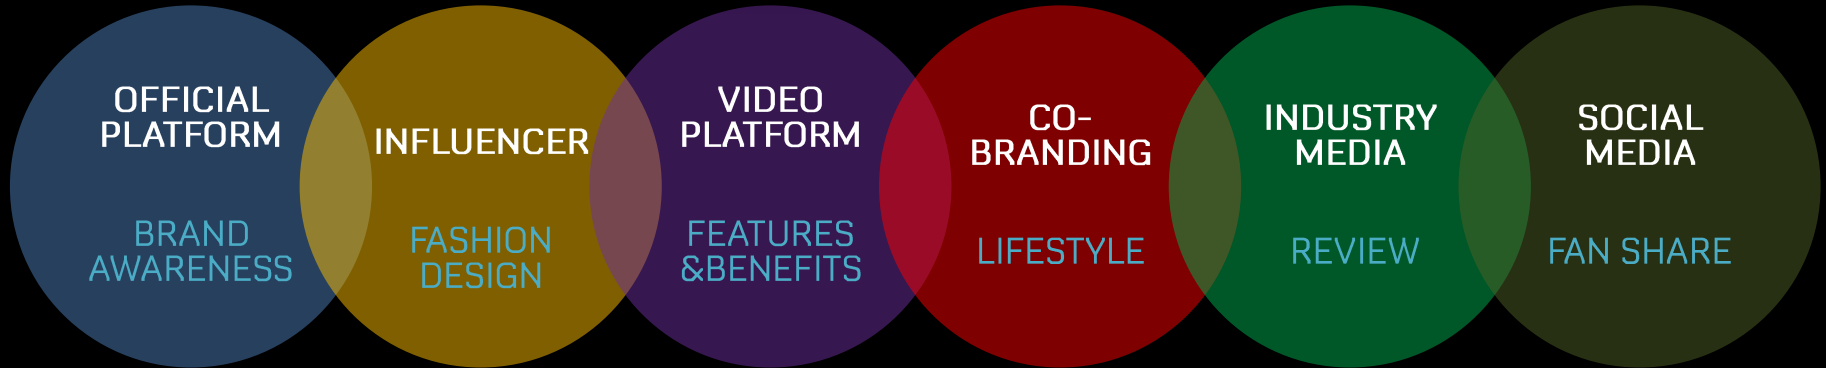 OFFICIAL
PLATFORM
BRAND
AWARENESS
INFLUENCER
FASHION
DESIGN
VIDEO
PLATFORM
FEATURES
&BENEFITS
CO-
BRANDING
LIFESTYLE
INDUSTRY
MEDIA
REVIEW
SOCIAL
MEDIA
FAN SHARE